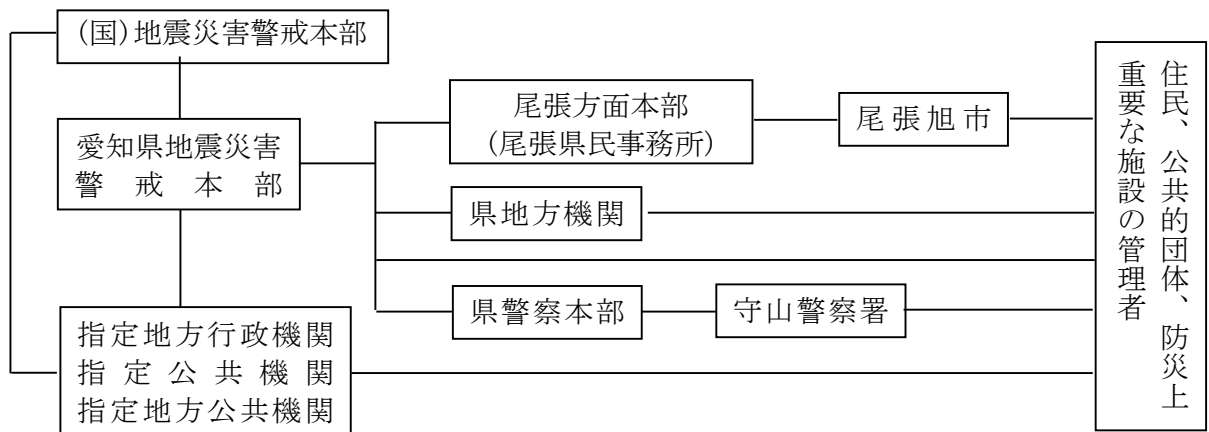 (国)地震災害警戒本部
愛知県地震災害
警戒本部
指定地方行政機関
指定公共機関
指定地方公共機関
尾張方面本部
(尾張県民事務所)
尾張旭市
県地方機関
県警察本部
守山警察署
住民、公共的団体、防災上
重要な施設の管理者